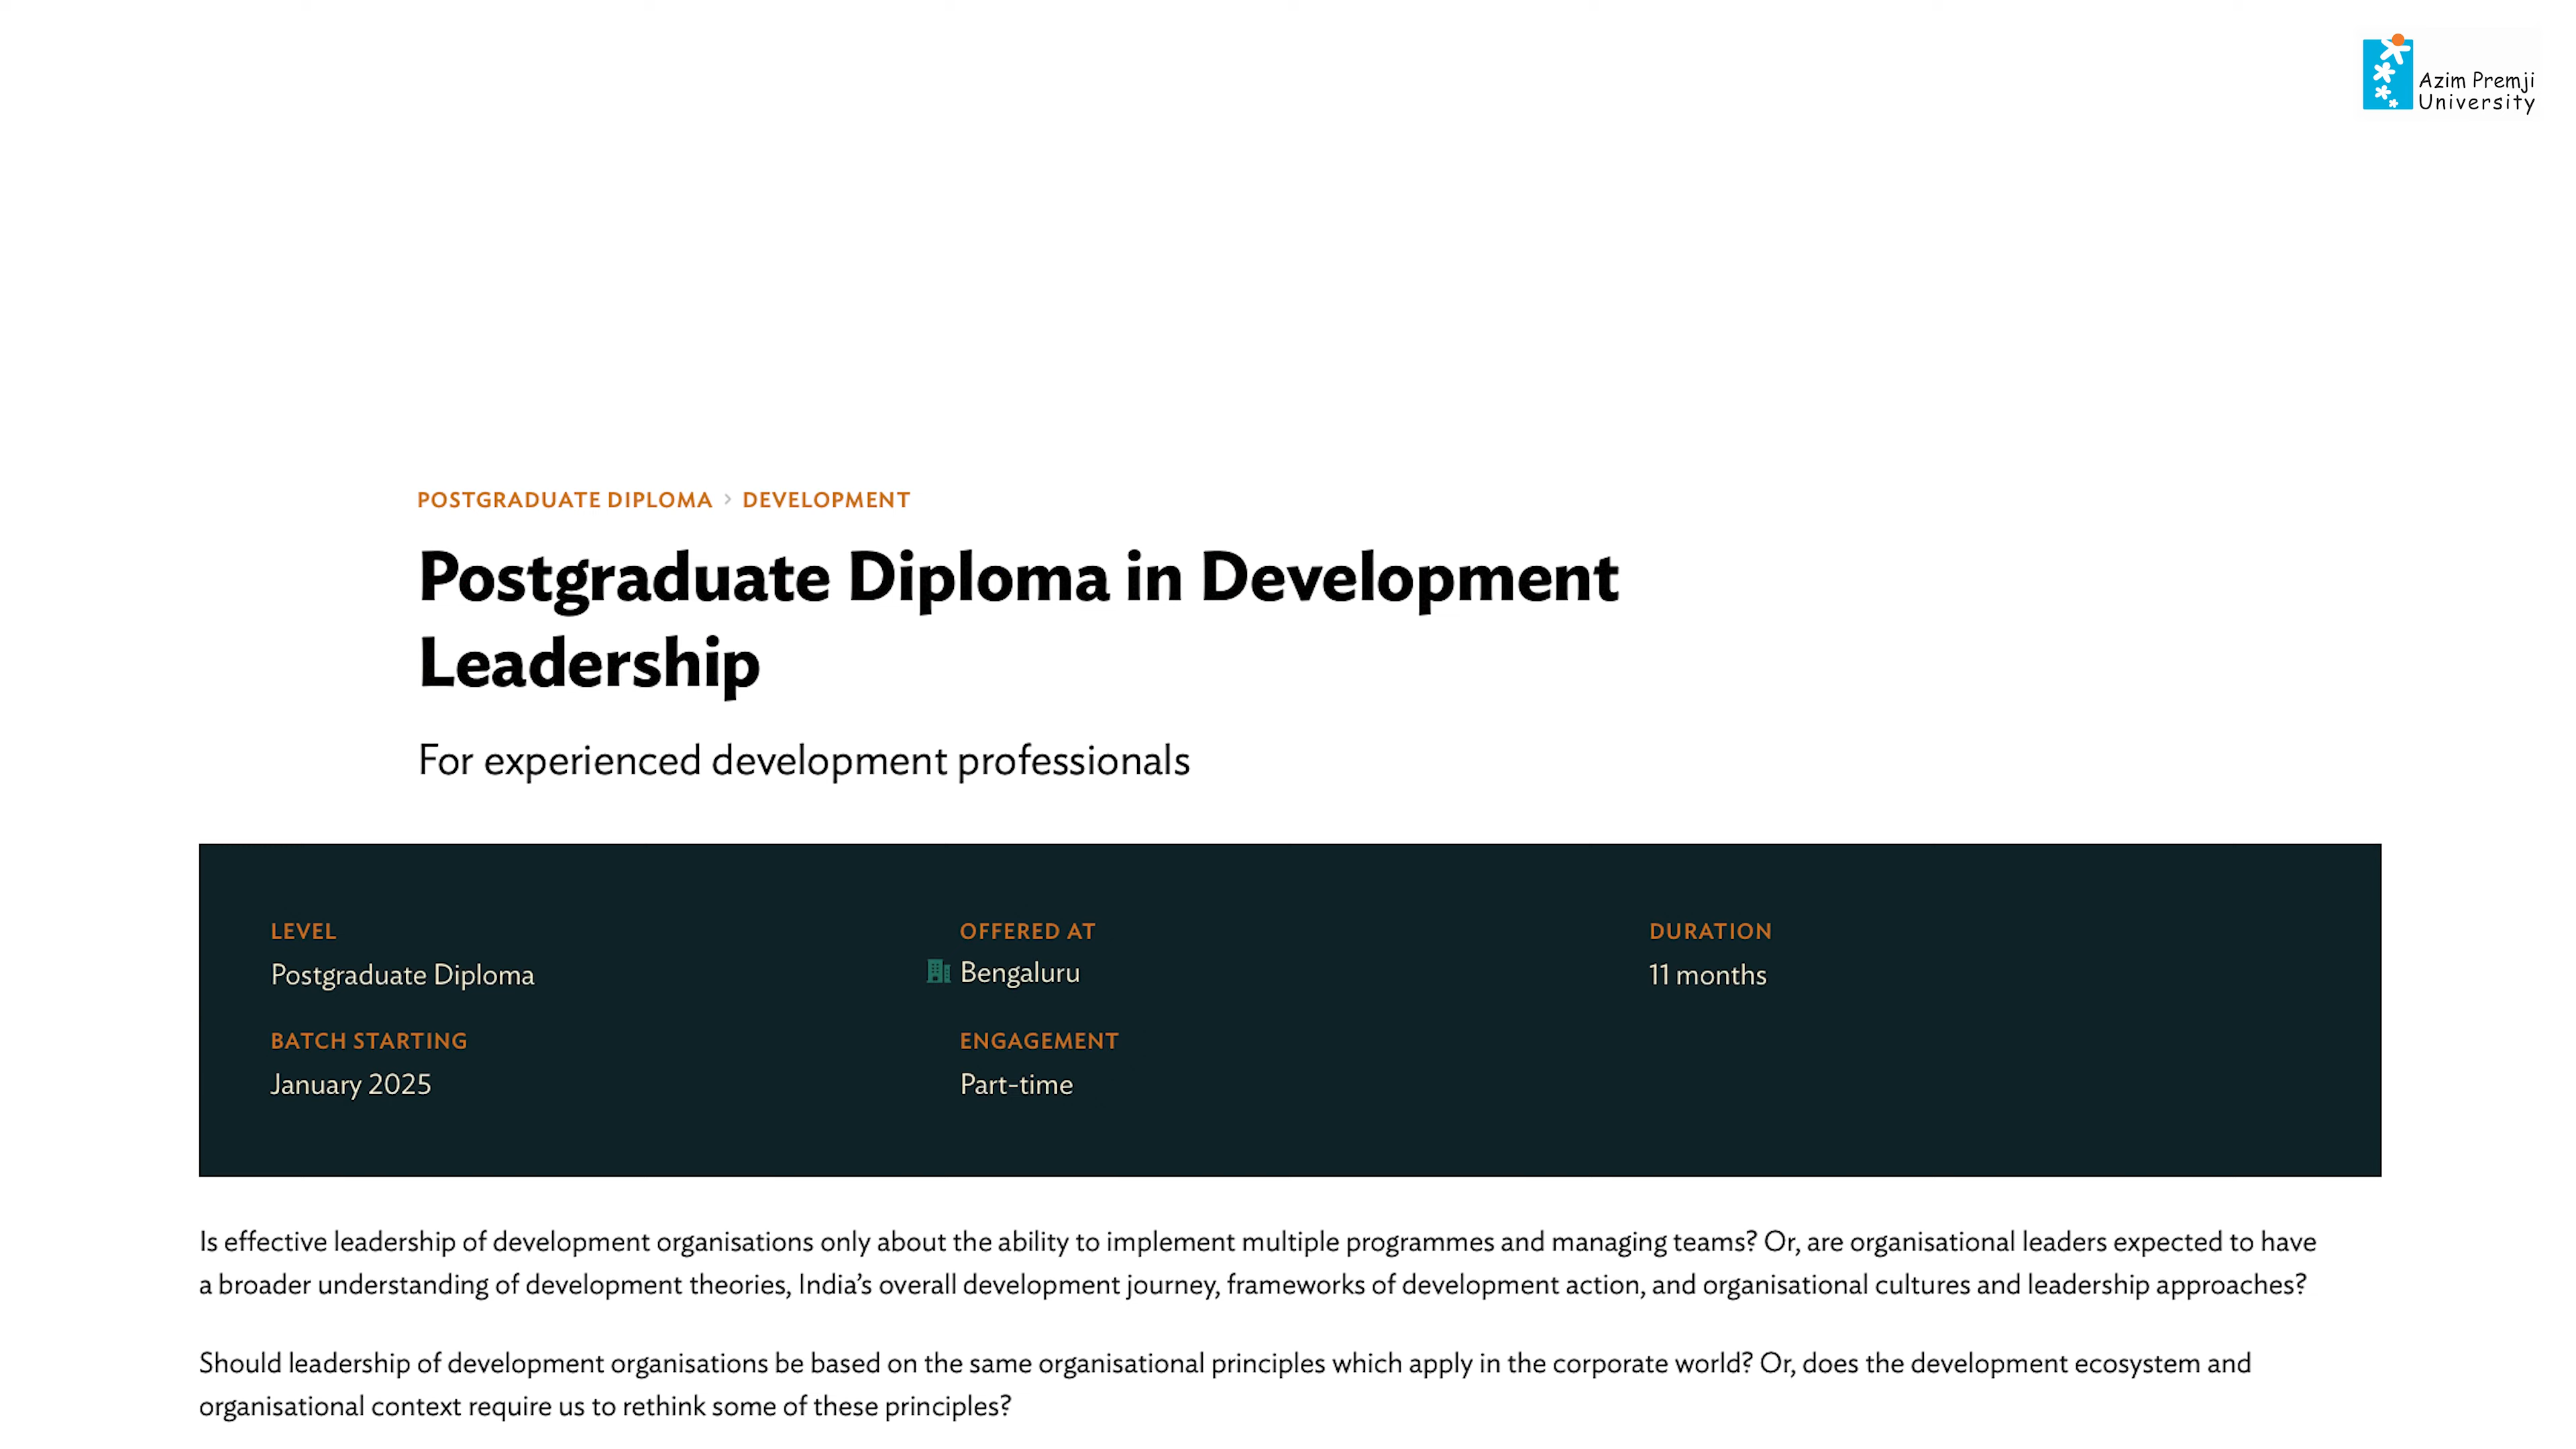 Azim Premji
University
POSTGRADUATE DIPLOMA › DEVELOPMENT
Postgraduate Diploma in Development
Leadership
For experienced development professionals
LEVEL
Postgraduate Diploma
OFFERED AT
Bengaluru
DURATION
11 months
BATCH STARTING
January 2025
ENGAGEMENT
Part-time
Is effective leadership of development organisations only about the ability to implement multiple programmes and managing teams? Or, are organisational leaders expected to have
a broader understanding of development theories, India’s overall development journey, frameworks of development action, and organisational cultures and leadership approaches?
Should leadership of development organisations be based on the same organisational principles which apply in the corporate world? Or, does the development ecosystem and
organisational context require us to rethink some of these principles?